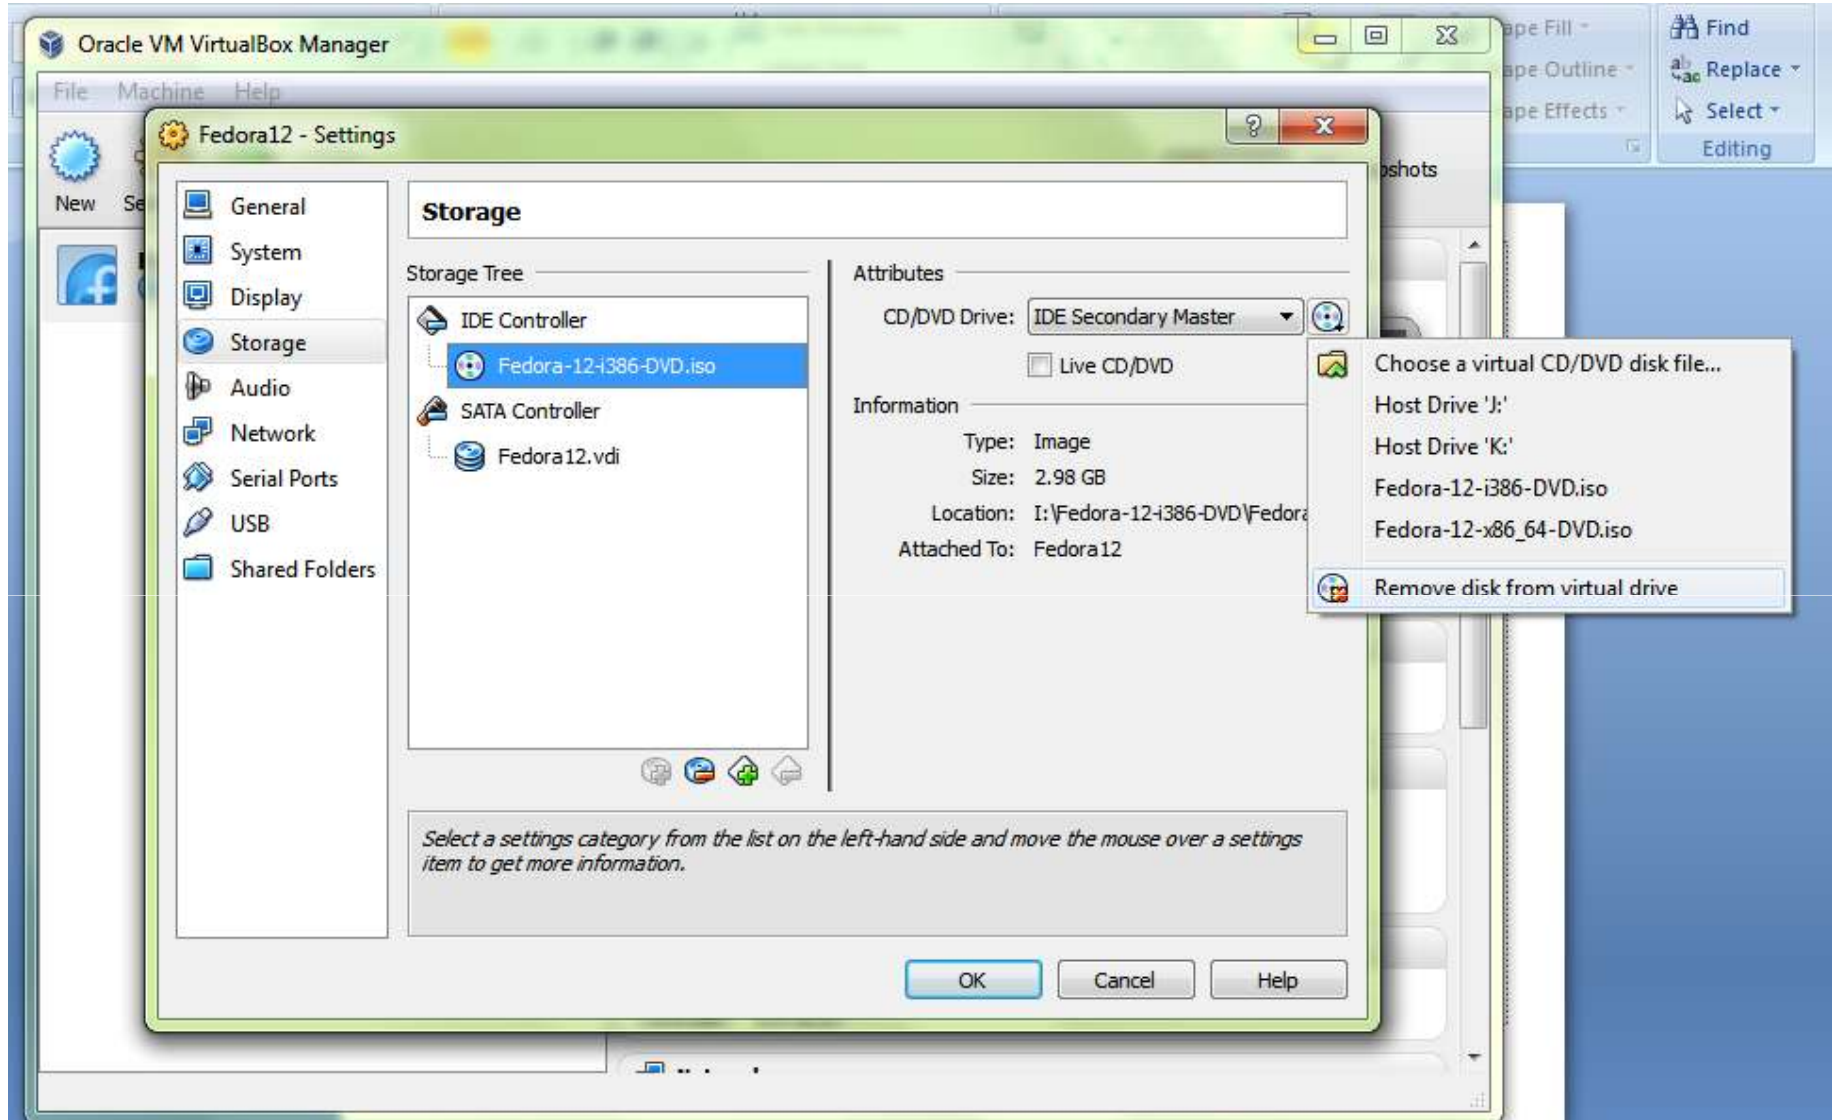 Oracle VM VirtualBox Manager
File Machine Help
New
Fedora12 - Settings
General
System
Display
Storage
Audio
Network
Serial Ports
USB
Shared Folders
Storage
Storage Tree
IDE Controller
Fedora-12-i386-DVD.iso
SATA Controller
Fedora12.vdi
Attributes
CD/DVD Drive: IDE Secondary Master
Live CD/DVD
Information
Type: Image
Size: 2.98 GB
Location: I:\Fedora-12-i386-DVD\Fedora
Attached To: Fedora12
Choose a virtual CD/DVD disk file...
Host Drive 'J:'
Host Drive 'K:'
Fedora-12-i386-DVD.iso
Fedora-12-x86_64-DVD.iso
Remove disk from virtual drive
Select a settings category from the list on the left-hand side and move the mouse over a settings
item to get more information.
OK Cancel Help
Fill
Outline
Effects
Find
Replace
Select
Editing